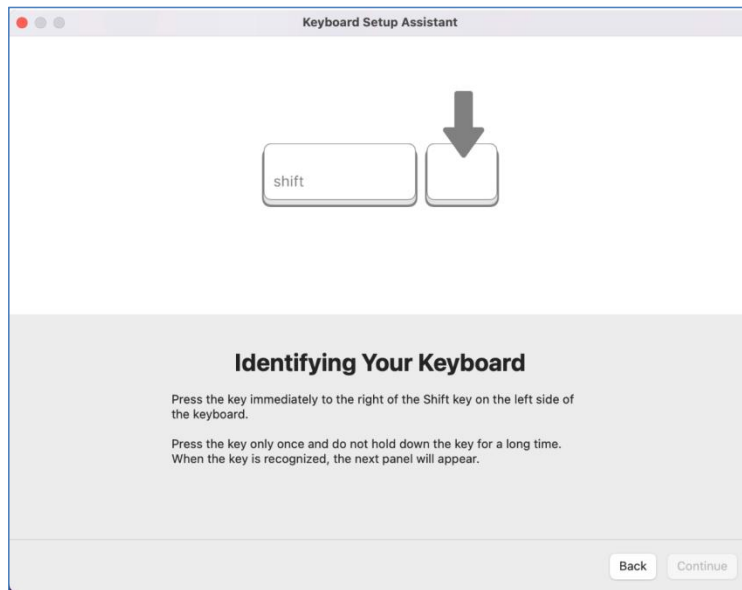 Keyboard Setup Assistant
shift
Identifying Your Keyboard
Press the key immediately to the right of the Shift key on the left side of
the keyboard.
Press the key only once and do not hold down the key for a long time.
When the key is recognized, the next panel will appear.
Back Continue